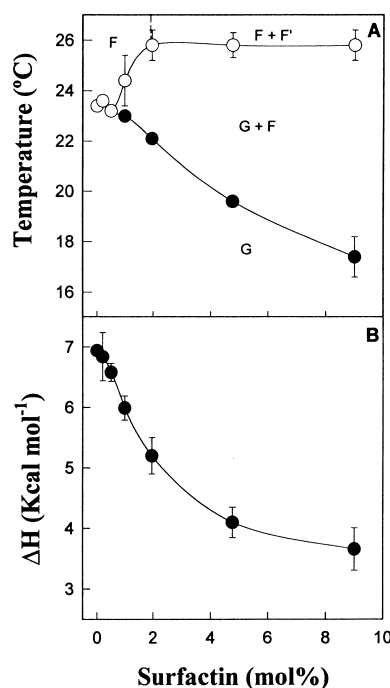 A
Temperature (ºC)
26
24
22
20
18
16
F
F + F'
G + F
G
B
ΔH (Kcal mol⁻¹)
7
6
5
4
3
0
2
4
6
8
10
Surfactin (mol%)